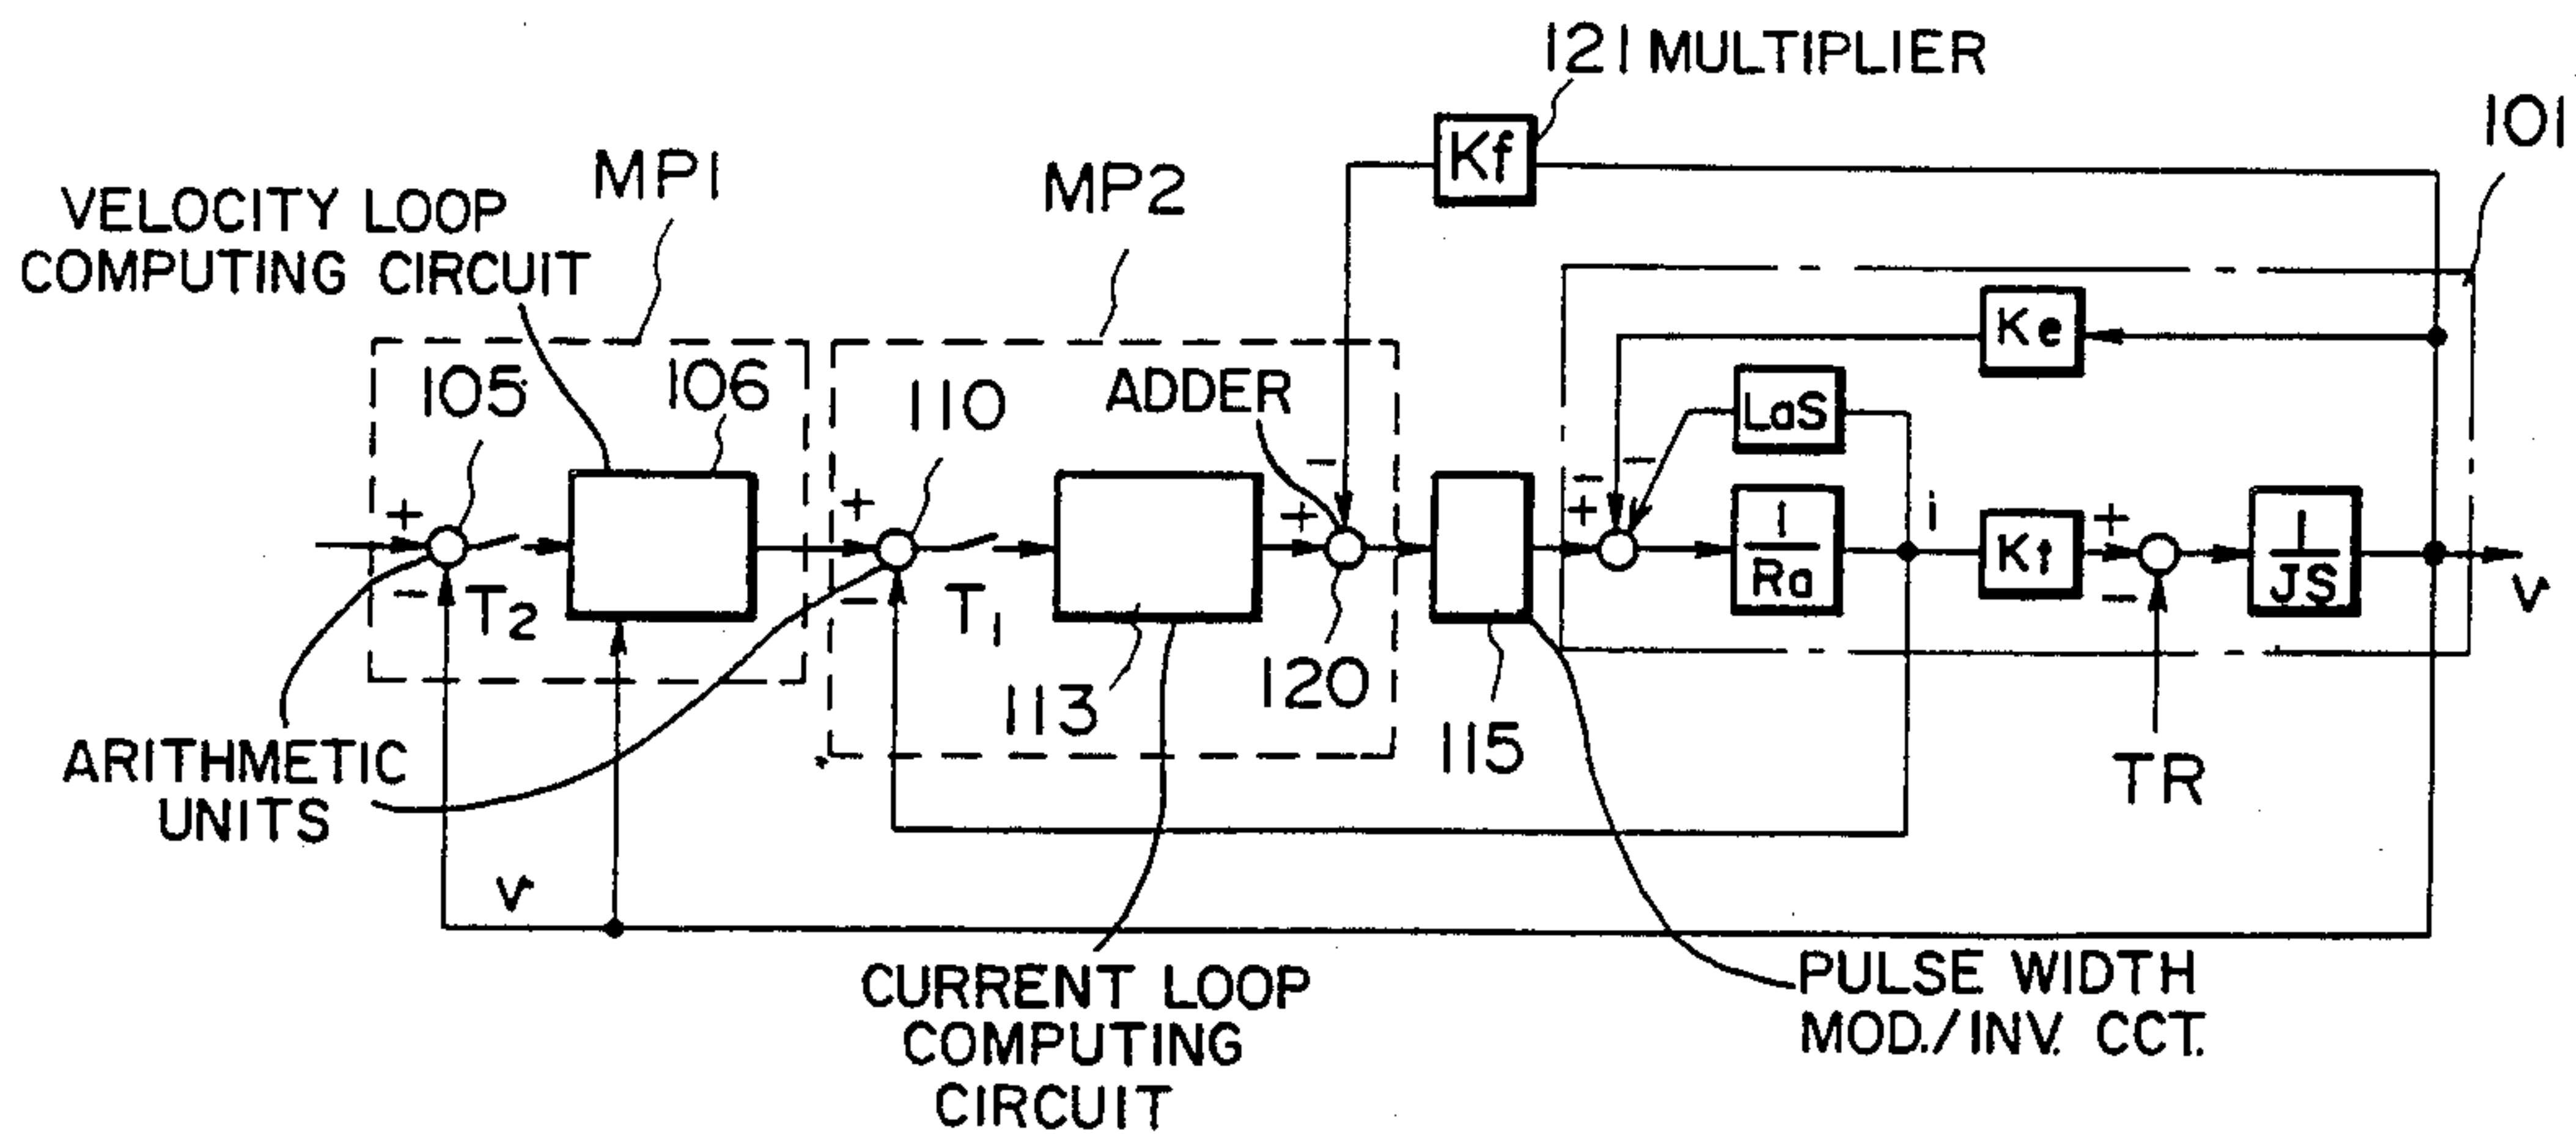 121 MULTIPLIER
101
MP1
MP2
Kf
VELOCITY LOOP
COMPUTING CIRCUIT
Ke
105
106
110
ADDER
LaS
+
-
T2
+
-
T1
+
-
+
-
-
1
Ra
i
Kt
+
-
1
JS
v
113
120
115
TR
ARITHMETIC
UNITS
v
CURRENT LOOP
COMPUTING
CIRCUIT
PULSE WIDTH
MOD./INV. CCT.